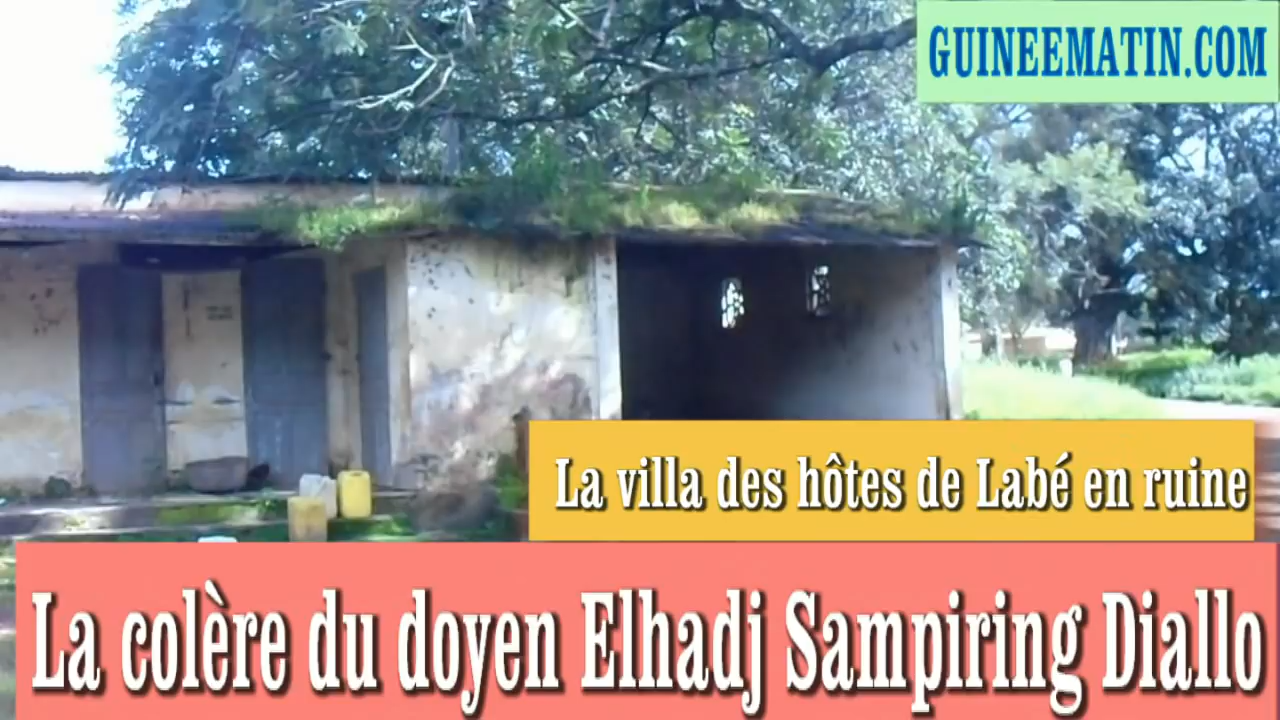 GUINEEMATIN.COM
La villa des hôtes de Labé en ruine
La colère du doyen Elhadj Sampiring Diallo